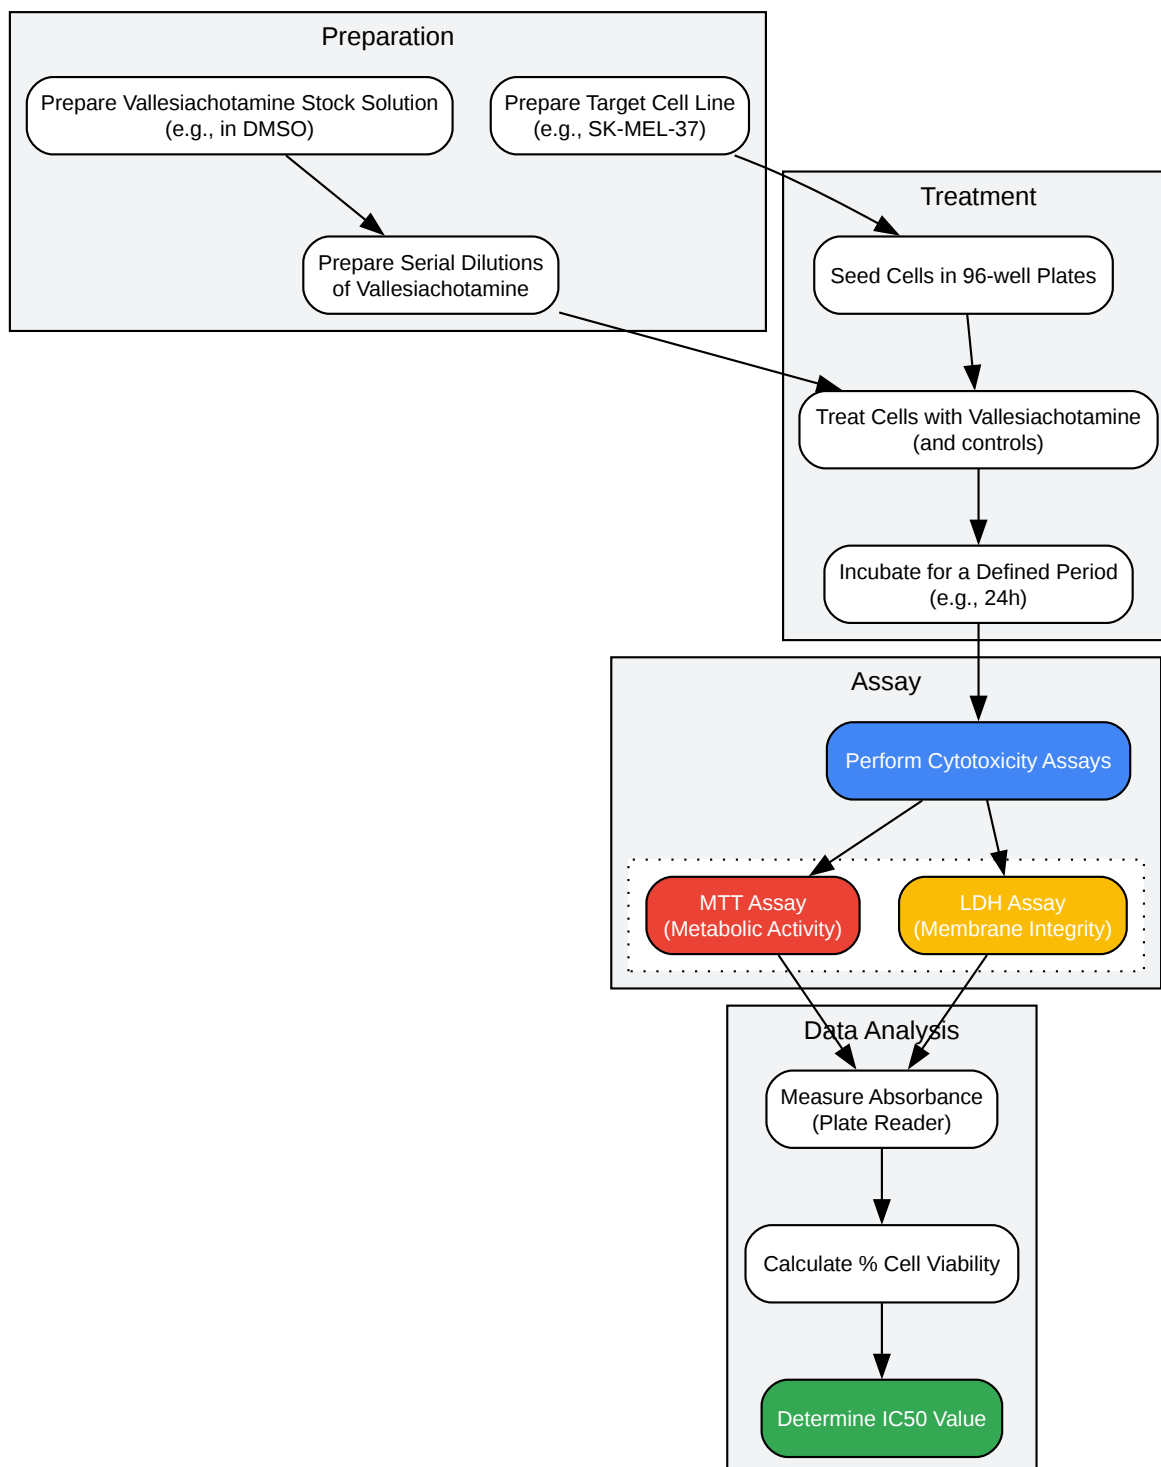 Preparation
Prepare Vallesiachotamine Stock Solution
(e.g., in DMSO)
Prepare Target Cell Line
(e.g., SK-MEL-37)
Prepare Serial Dilutions
of Vallesiachotamine
Treatment
Seed Cells in 96-well Plates
Treat Cells with Vallesiachotamine
(and controls)
Incubate for a Defined Period
(e.g., 24h)
Assay
Perform Cytotoxicity Assays
MTT Assay
(Metabolic Activity)
LDH Assay
(Membrane Integrity)
Data Analysis
Measure Absorbance
(Plate Reader)
Calculate % Cell Viability
Determine IC50 Value